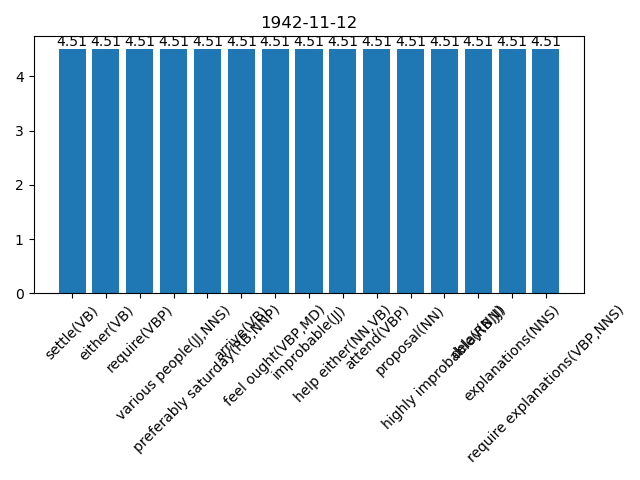 1942-11-12
4.51 4.51 4.51 4.51 4.51 4.51 4.51 4.51 4.51 4.51 4.51 4.51 4.51 4.51 4.51
4
3
2
1
0
settle(VB)
either(VB)
require(VBP)
various people(JJ,NNS)
preferably saturday(RB,NNP)
arrive(VB)
feel ought(VBP,MD)
improbable(JJ)
help either(NN,VB)
attend(VBP)
proposal(NN)
highly improbable(RB,JJ)
explanations(NNS)
require explanations(VBP,NNS)